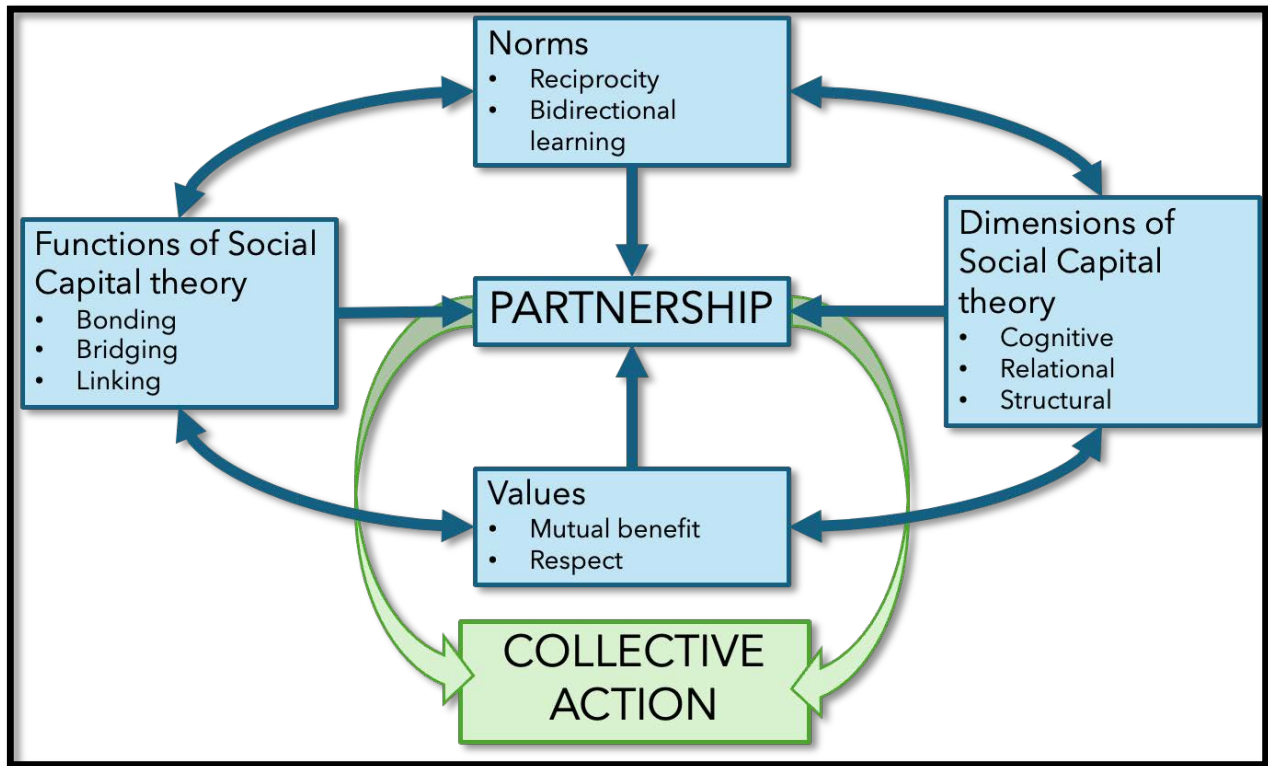 Norms
• Reciprocity
• Bidirectional
learning
Functions of Social
Capital theory
• Bonding
• Bridging
• Linking
PARTNERSHIP
Dimensions of
Social Capital
theory
• Cognitive
• Relational
• Structural
Values
• Mutual benefit
• Respect
COLLECTIVE
ACTION